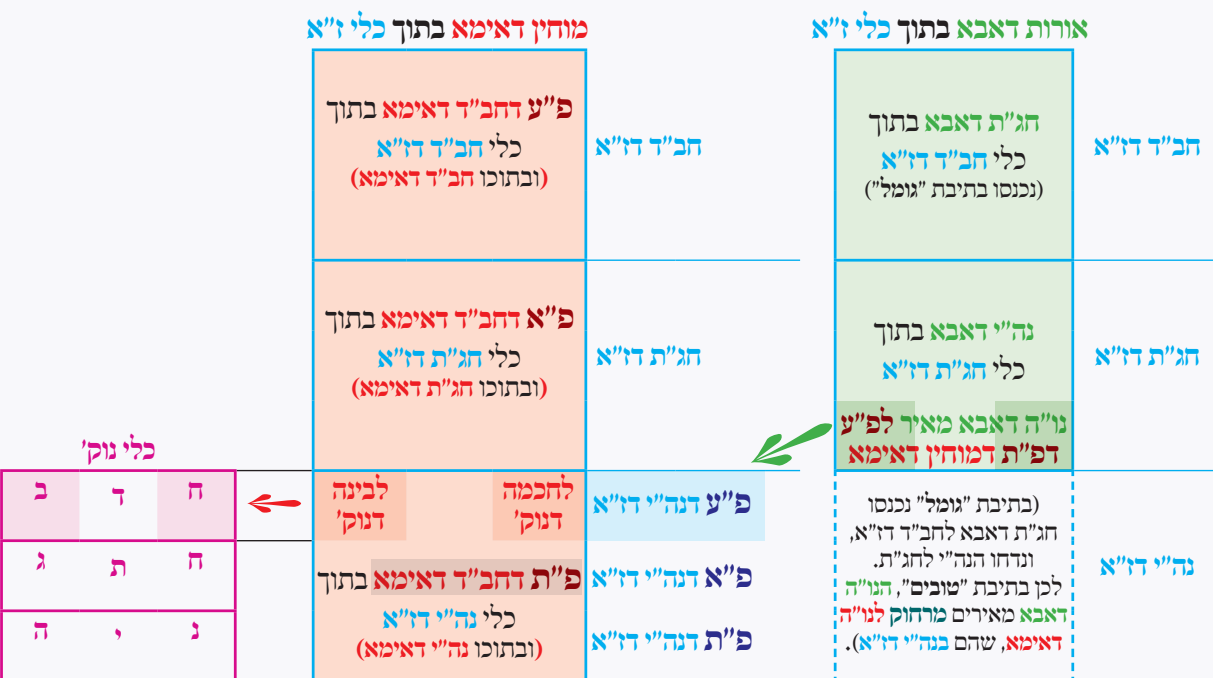 אורות דאבא בתוך כלי ז"א
חב"ד דז"א
חג"ת דאבא בתוך
כלי חב"ד דז"א
(נכנסו בתיבת "גומל")
חג"ת דז"א
נה"י דאבא בתוך
כלי חג"ת דז"א
נו"ה דאבא מאיר לפ"ע
דפ"ת דמוחין דאימא
נה"י דז"א
(בתיבת "גומל" נכנסו
חג"ת דאבא לחב"ד דז"א,
ונדחו הנה"י לחג"ת.
לכן בתיבת "טובים", הנו"ה
דאבא מאירים מרחוק לנו"ה
דאימא, שהם בנה"י דז"א).
מוחין דאימא בתוך כלי ז"א
חב"ד דז"א
פ"ע דחב"ד דאימא בתוך
כלי חב"ד דז"א
(ובתוכו חב"ד דאימא)
חג"ת דז"א
פ"א דחב"ד דאימא בתוך
כלי חג"ת דז"א
(ובתוכו חג"ת דאימא)
פ"ע דנה"י דז"א
לחכמה
דנוק'
לבינה
דנוק'
פ"א דנה"י דז"א
פ"ת דנה"י דז"א
פ"ת דחב"ד דאימא בתוך
כלי נה"י דז"א
(ובתוכו נה"י דאימא)
כלי נוק'
ח ד ב
ח ת ג
נ י ה